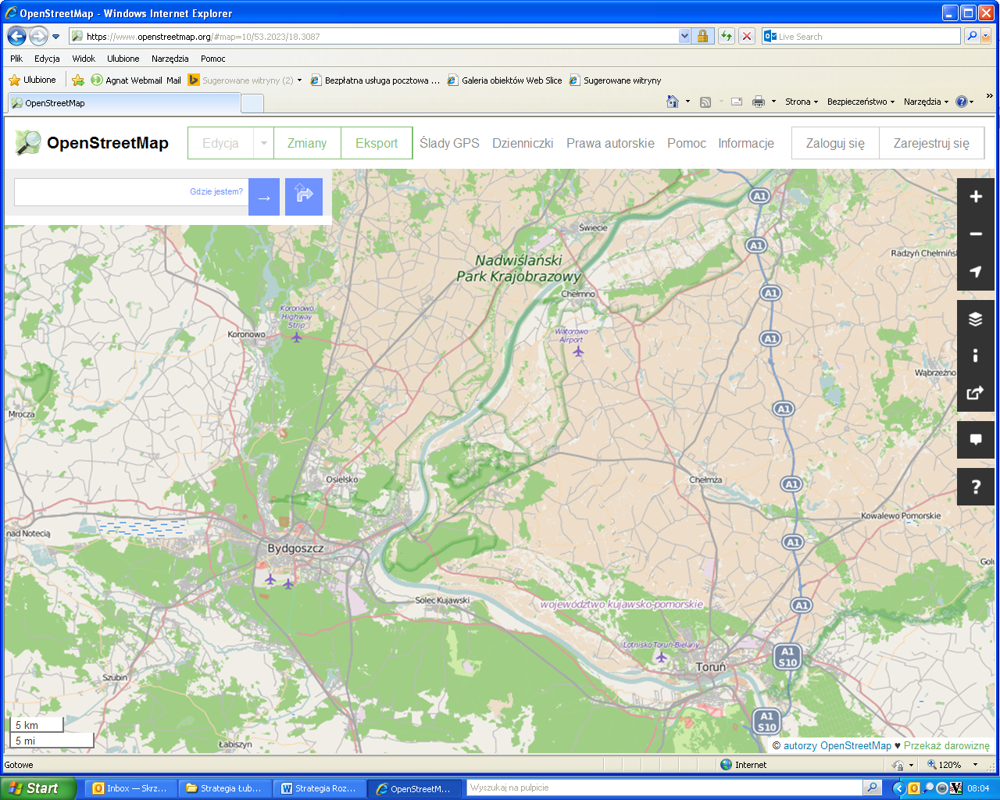 OpenStreetMap - Windows Internet Explorer
https://www.openstreetmap.org/#map=10/53.2023/18.3087
Live Search
Plik Edycja Widok Ulubione Narzędzia Pomoc
Ulubione Agnat Webmail Mail Sugerowane witryny (2) Bezpłatna usługa pocztowa ... Galeria obiektów Web Slice Sugerowane witryny
OpenStreetMap
Strona Bezpieczeństwo Narzędzia
OpenStreetMap Edycja Zmiany Eksport Ślady GPS Dzienniczki Prawa autorskie Pomoc Informacje Zaloguj się Zarejestruj się
Gdzie jestem?
A1
Świecie
A1
Radzyń Chełmińsk
Nadwiślański
Park Krajobrazowy
Chełmno
A1
Koronowo
Highway
Strip
Koronowo
Watorowo
Airport
A1
Wąbrzeźno
Mrocza
A1
Osielsko
Chełmża
A1
Kowalewo Pomorskie
nad Notecią
A1
Bydgoszcz
Golu
Solec Kujawski
województwo kujawsko-pomorskie
A1
Lotnisko Toruń-Bielany
Toruń
A1
S10
Szubin
A1
S10
5 km
5 mi
Łabiszyn
© autorzy OpenStreetMap ♥ Przekaż darowiznę
Gotowe Internet 120%
Start Inbox — Skrz... Strategia Łub... Strategia Roz... OpenStreetM... Wyszukaj na pulpicie 08:04